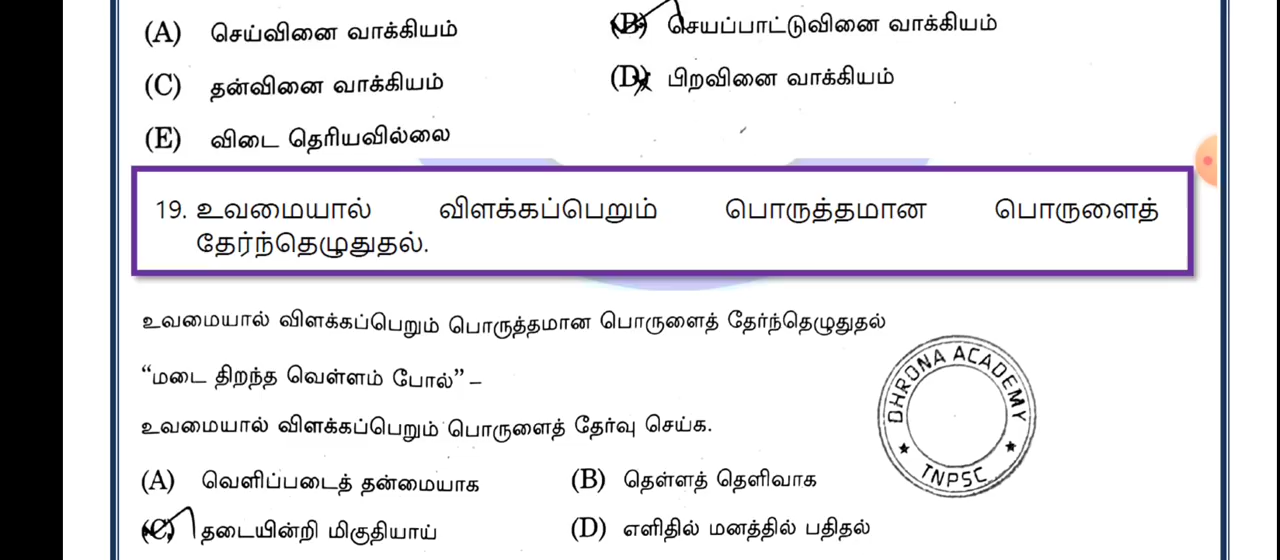 (A) செய்வினை வாக்கியம் (B) செயப்பாட்டுவினை வாக்கியம்
(C) தன்வினை வாக்கியம் (D) பிறவினை வாக்கியம்
(E) விடை தெரியவில்லை
19. உவமையால் விளக்கப்பெறும் பொருத்தமான பொருளைத்
தேர்ந்தெழுதுதல்.
உவமையால் விளக்கப்பெறும் பொருத்தமான பொருளைத் தேர்ந்தெழுதுதல்
“மடை திறந்த வெள்ளம் போல்” –
உவமையால் விளக்கப்பெறும் பொருளைத் தேர்வு செய்க.
(A) வெளிப்படைத் தன்மையாக (B) தெள்ளத் தெளிவாக
(C) தடையின்றி மிகுதியாய் (D) எளிதில் மனத்தில் பதிதல்
DHRONA ACADEMY
TNPSC